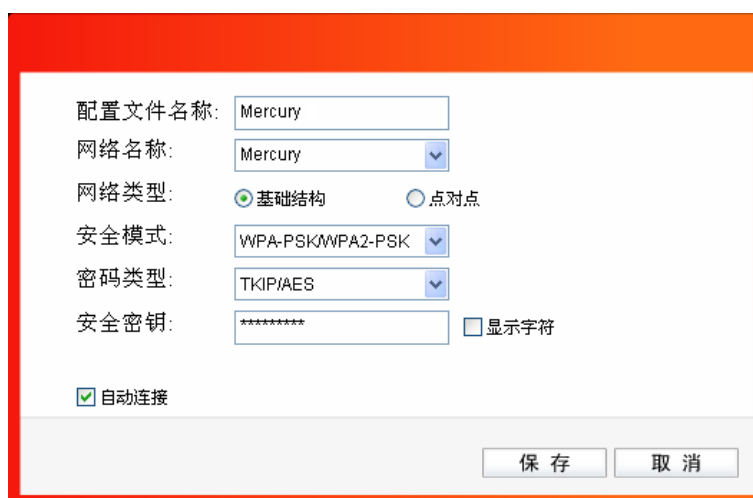 配置文件名称: Mercury
网络名称: Mercury
网络类型: 基础结构 点对点
安全模式: WPA-PSK/WPA2-PSK
密码类型: TKIP/AES
安全密钥: ********* 显示字符
自动连接
保存 取消